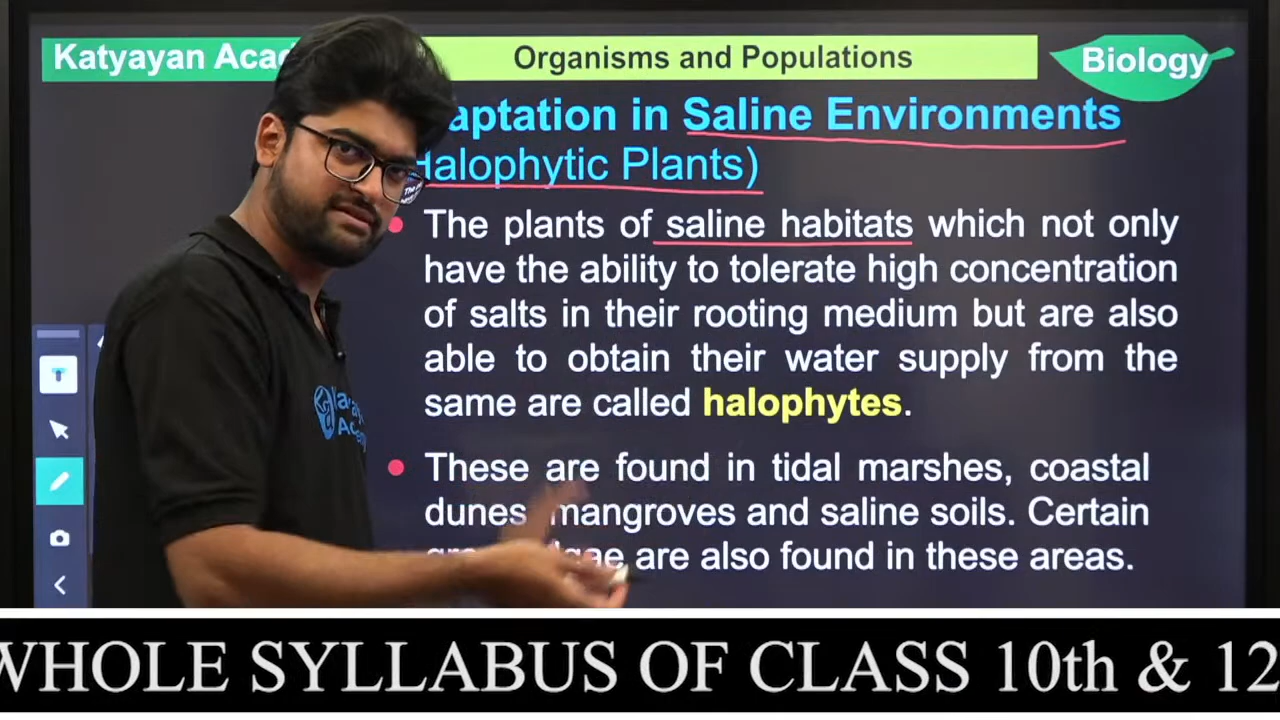 Katyayan Acad
Organisms and Populations
Biology
aptation in Saline Environments
Halophytic Plants)
The plants of saline habitats which not only
have the ability to tolerate high concentration
of salts in their rooting medium but are also
able to obtain their water supply from the
same are called halophytes.
These are found in tidal marshes, coastal
dunes, mangroves and saline soils. Certain
algae are also found in these areas.
WHOLE SYLLABUS OF CLASS 10th & 12